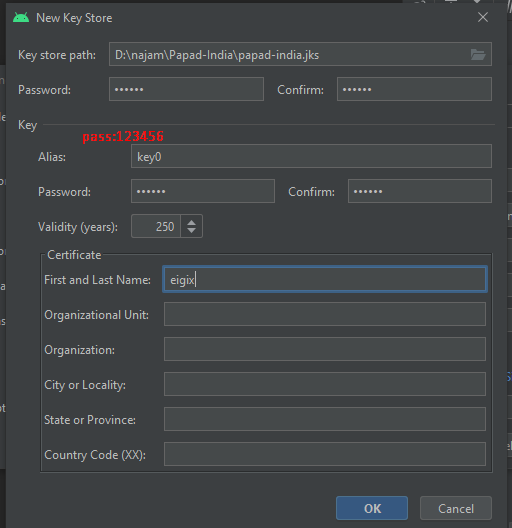 New Key Store
Key store path: D:\najam\Papad-India\papad-india.jks
Password: •••••• Confirm: ••••••
Key
pass:123456
Alias: key0
Password: •••••• Confirm: ••••••
Validity (years): 250
Certificate
First and Last Name: eigix
Organizational Unit:
Organization:
City or Locality:
State or Province:
Country Code (XX):
OK Cancel